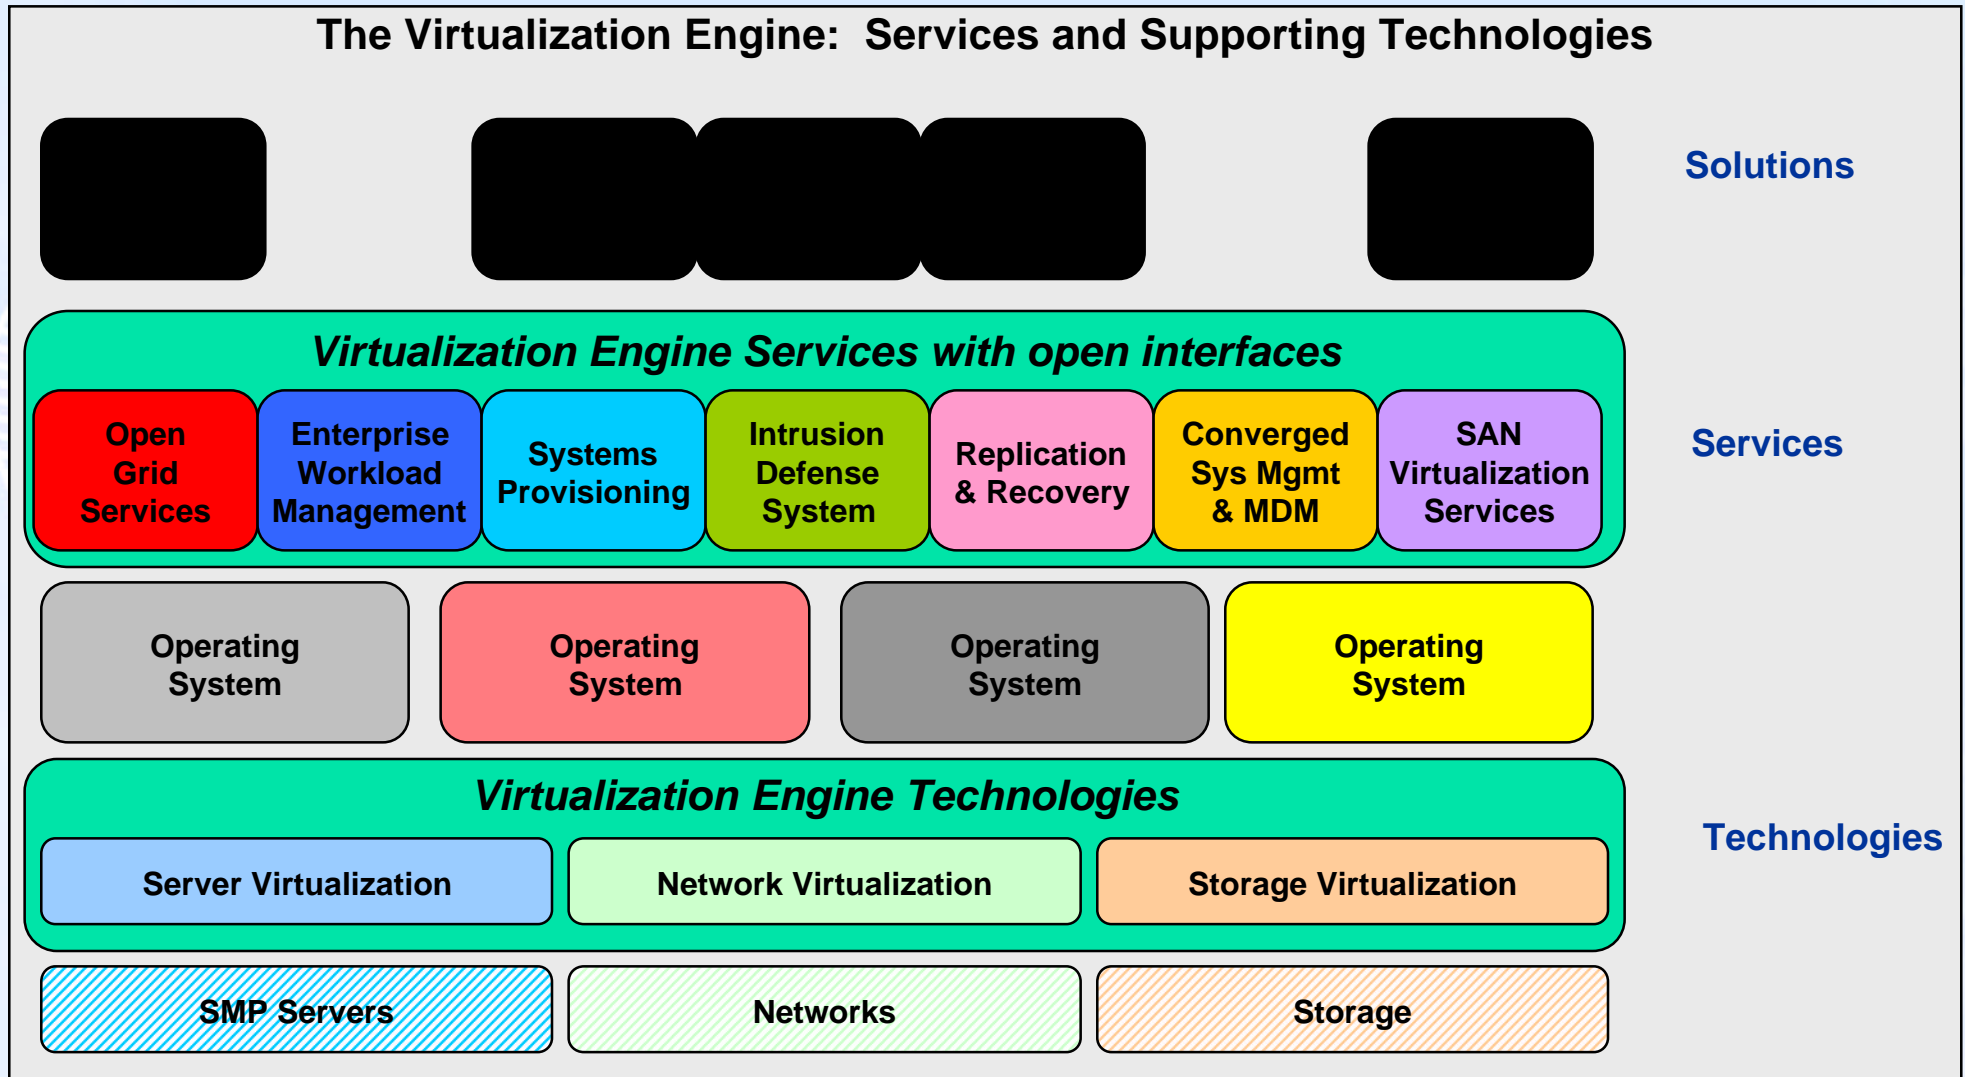 The Virtualization Engine:  Services and Supporting Technologies
Solutions
Virtualization Engine Services with open interfaces
Open
Grid
Services
Enterprise
Workload
Management
Systems
Provisioning
Intrusion
Defense
System
Replication
& Recovery
Converged
Sys Mgmt
& MDM
SAN
Virtualization
Services
Services
Operating
System
Operating
System
Operating
System
Operating
System
Virtualization Engine Technologies
Technologies
Server Virtualization
Network Virtualization
Storage Virtualization
SMP Servers
Networks
Storage